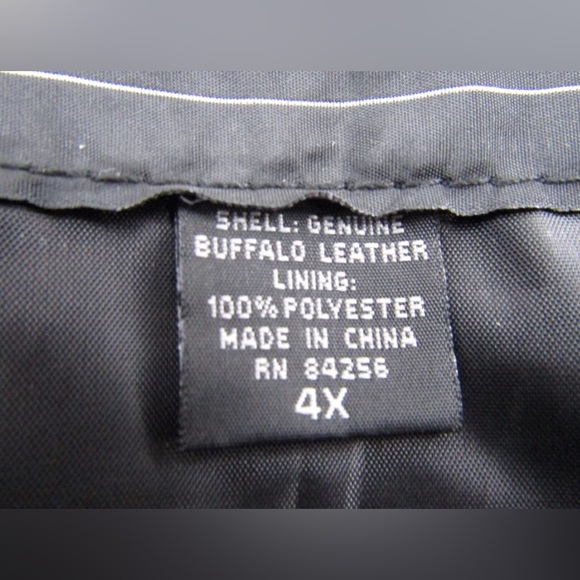 SHELL: GENUINE
BUFFALO LEATHER
LINING:
100% POLYESTER
MADE IN CHINA
RN 84256
4X